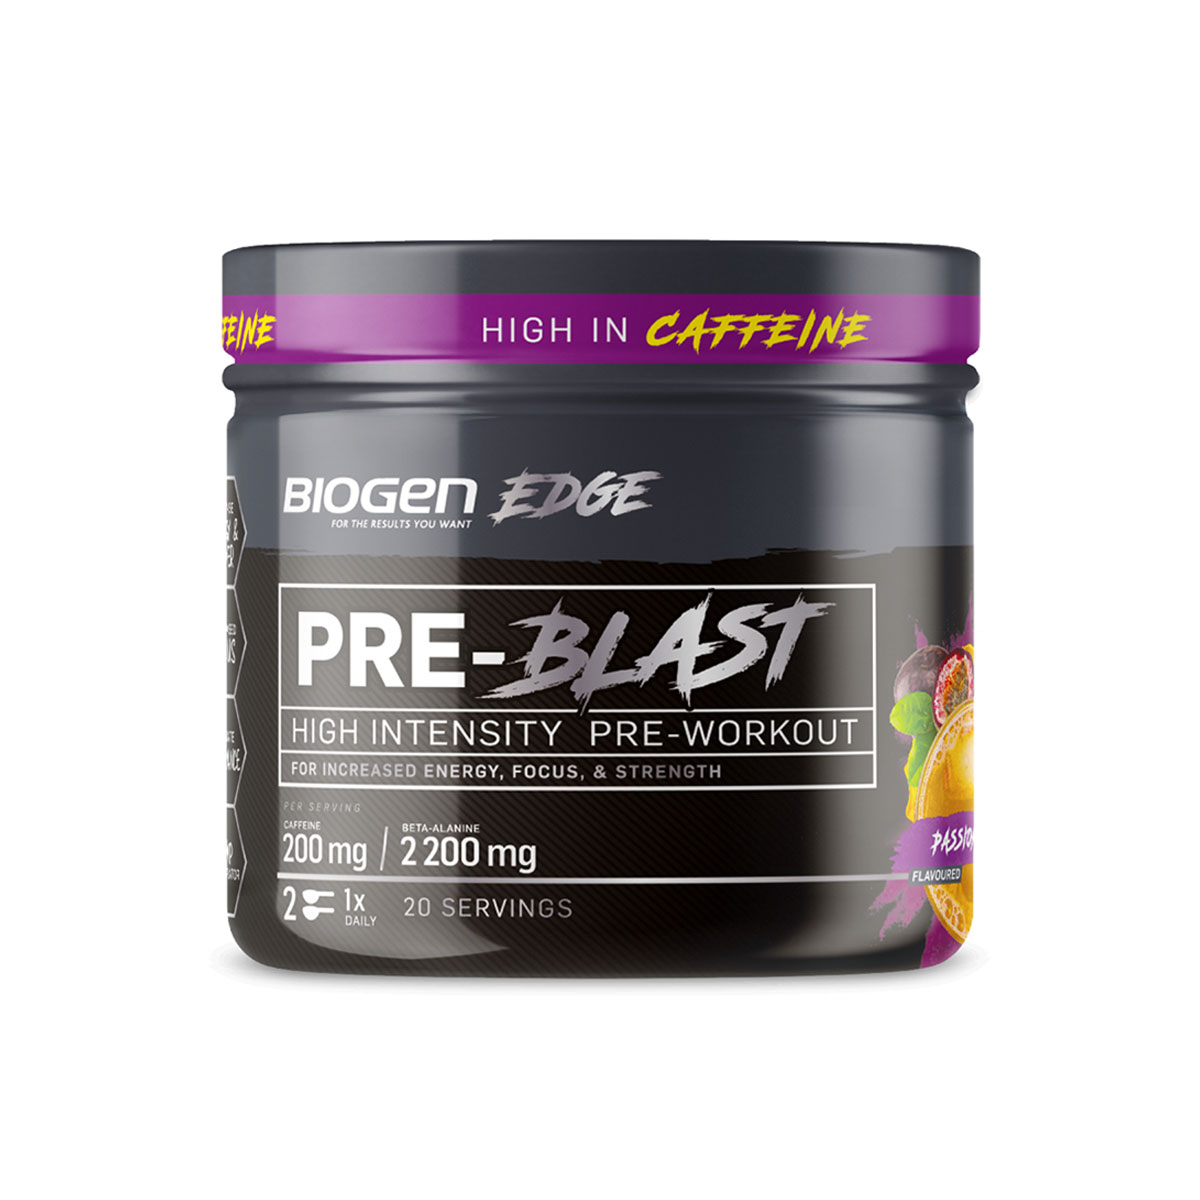 FEINE
HIGH IN CAFFEINE
BIOGEN EDGE
FOR THE RESULTS YOU WANT
PRE-BLAST
HIGH INTENSITY PRE-WORKOUT
FOR INCREASED ENERGY, FOCUS, & STRENGTH
PER SERVING
CAFFEINE
200 mg
BETA-ALANINE
2 200 mg
2
1x
DAILY
20 SERVINGS
FLAVOURED